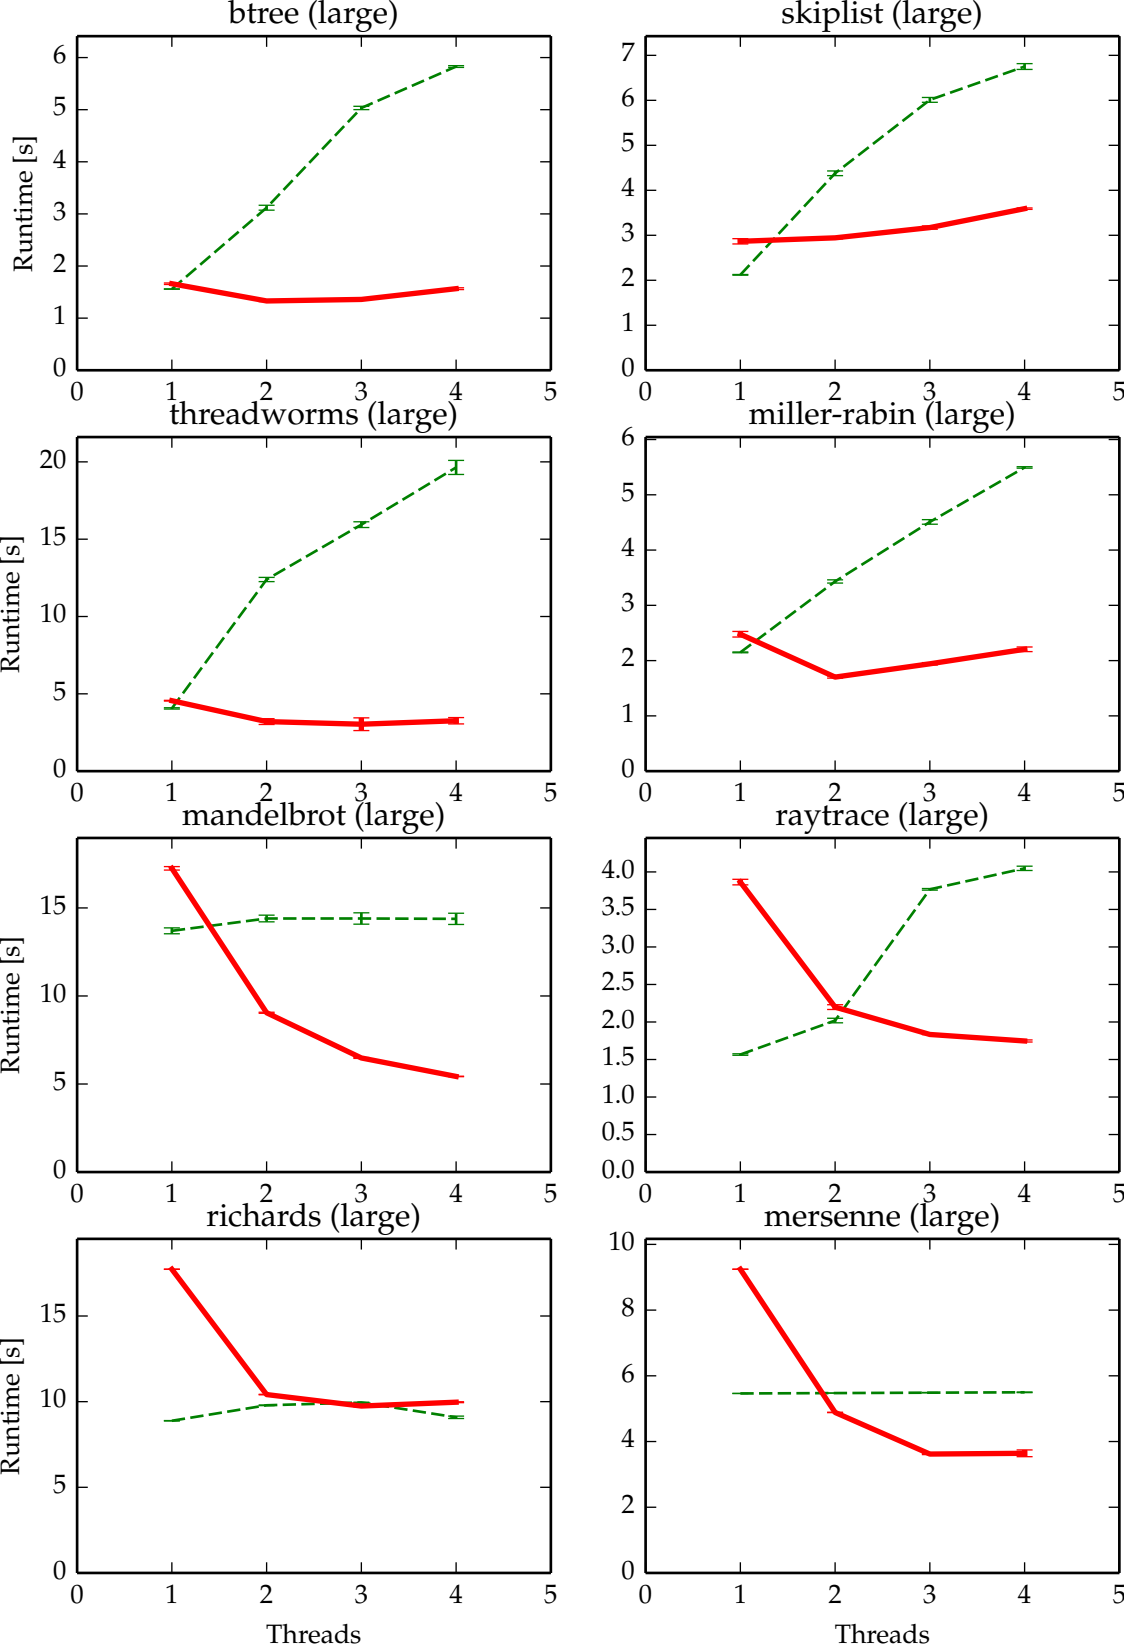 btree (large)
Runtime [s]
6
5
4
3
2
1
0
0 1 2 3 4 5
skiplist (large)
7
6
5
4
3
2
1
0
0 1 2 3 4 5
threadworms (large)
Runtime [s]
20
15
10
5
0
0 1 2 3 4 5
miller-rabin (large)
6
5
4
3
2
1
0
0 1 2 3 4 5
mandelbrot (large)
Runtime [s]
15
10
5
0
0 1 2 3 4 5
raytrace (large)
4.0
3.5
3.0
2.5
2.0
1.5
1.0
0.5
0.0
0 1 2 3 4 5
richards (large)
Runtime [s]
15
10
5
0
0 1 2 3 4 5
Threads
mersenne (large)
10
8
6
4
2
0
0 1 2 3 4 5
Threads